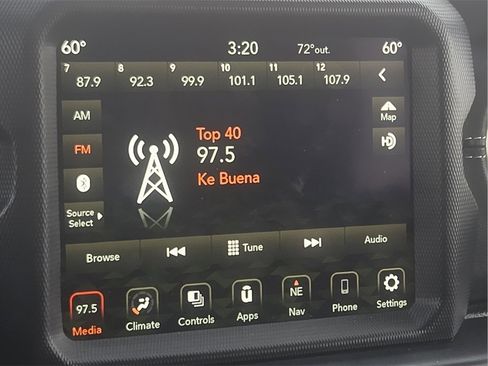 60° 3:20 72°out. 60°
7 87.9 8 92.3 9 99.9 10 101.1 11 105.1 12 107.9
AM
Map
Top 40
FM
97.5
HD
Ke Buena
Source
Select
Browse Tune Audio
97.5 NE
Media Climate Controls Apps Nav Phone Settings